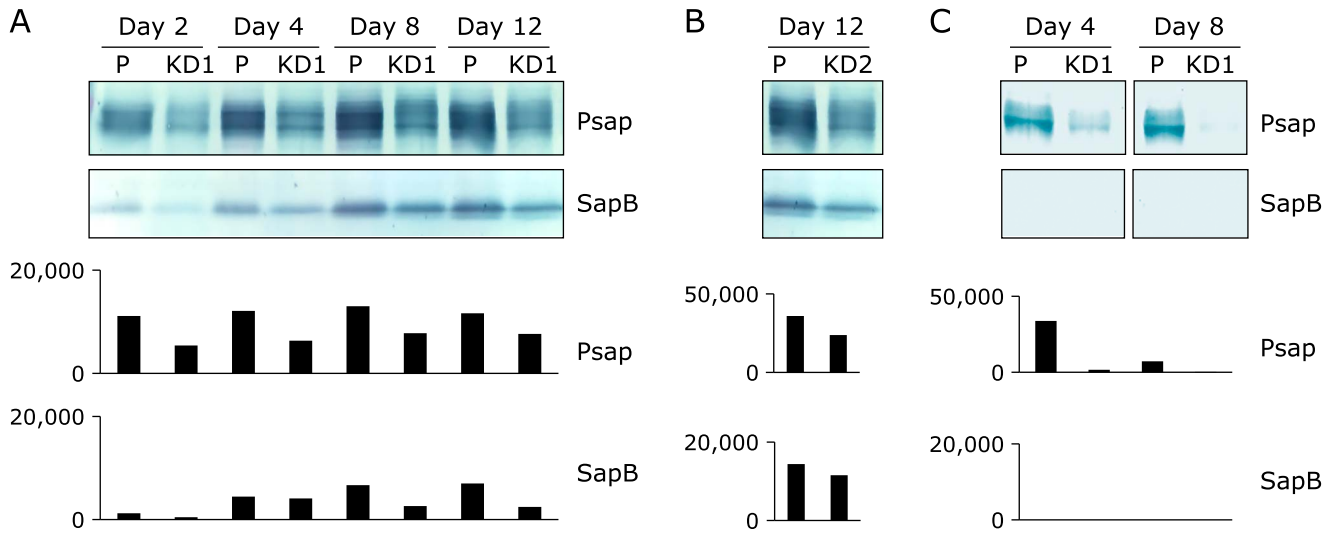 A
Day 2 Day 4 Day 8 Day 12
P KD1 P KD1 P KD1 P KD1
Psap
SapB
20,000
0
Psap
20,000
0
SapB
B
Day 12
P KD2
50,000
0
20,000
0
C
Day 4 Day 8
P KD1 P KD1
Psap
SapB
50,000
0
Psap
20,000
0
SapB